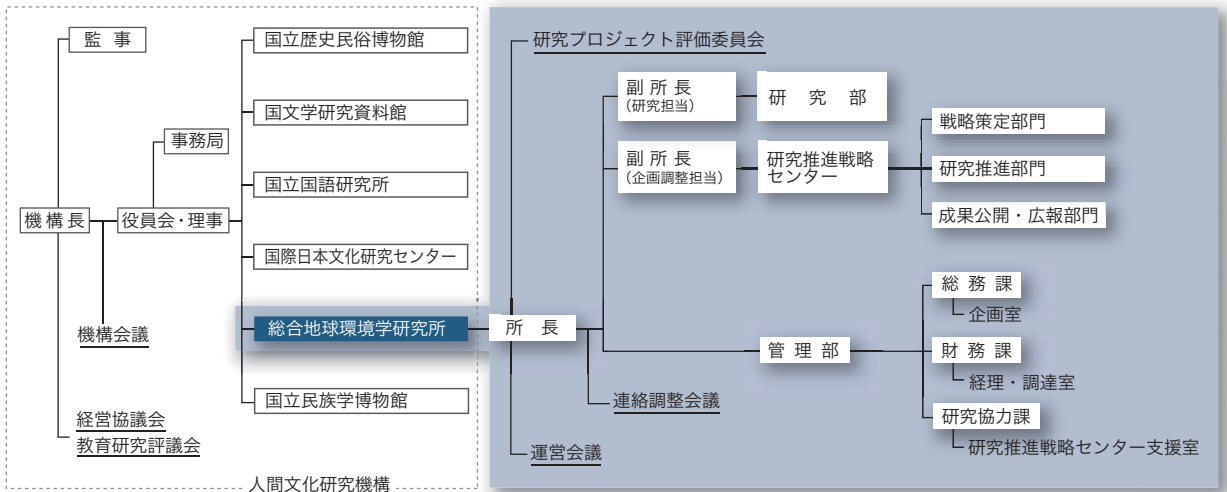 監事
国立歴史民俗博物館
国文学研究資料館
事務局
国立国語研究所
機構長
役員会・理事
国際日本文化研究センター
総合地球環境学研究所
機構会議
国立民族学博物館
経営協議会
教育研究評議会
人間文化研究機構
研究プロジェクト評価委員会
副所長
（研究担当）
研究部
副所長
（企画調整担当）
研究推進戦略
センター
戦略策定部門
研究推進部門
成果公開・広報部門
所長
管理部
総務課
企画室
財務課
経理・調達室
研究協力課
研究推進戦略センター支援室
連絡調整会議
運営会議